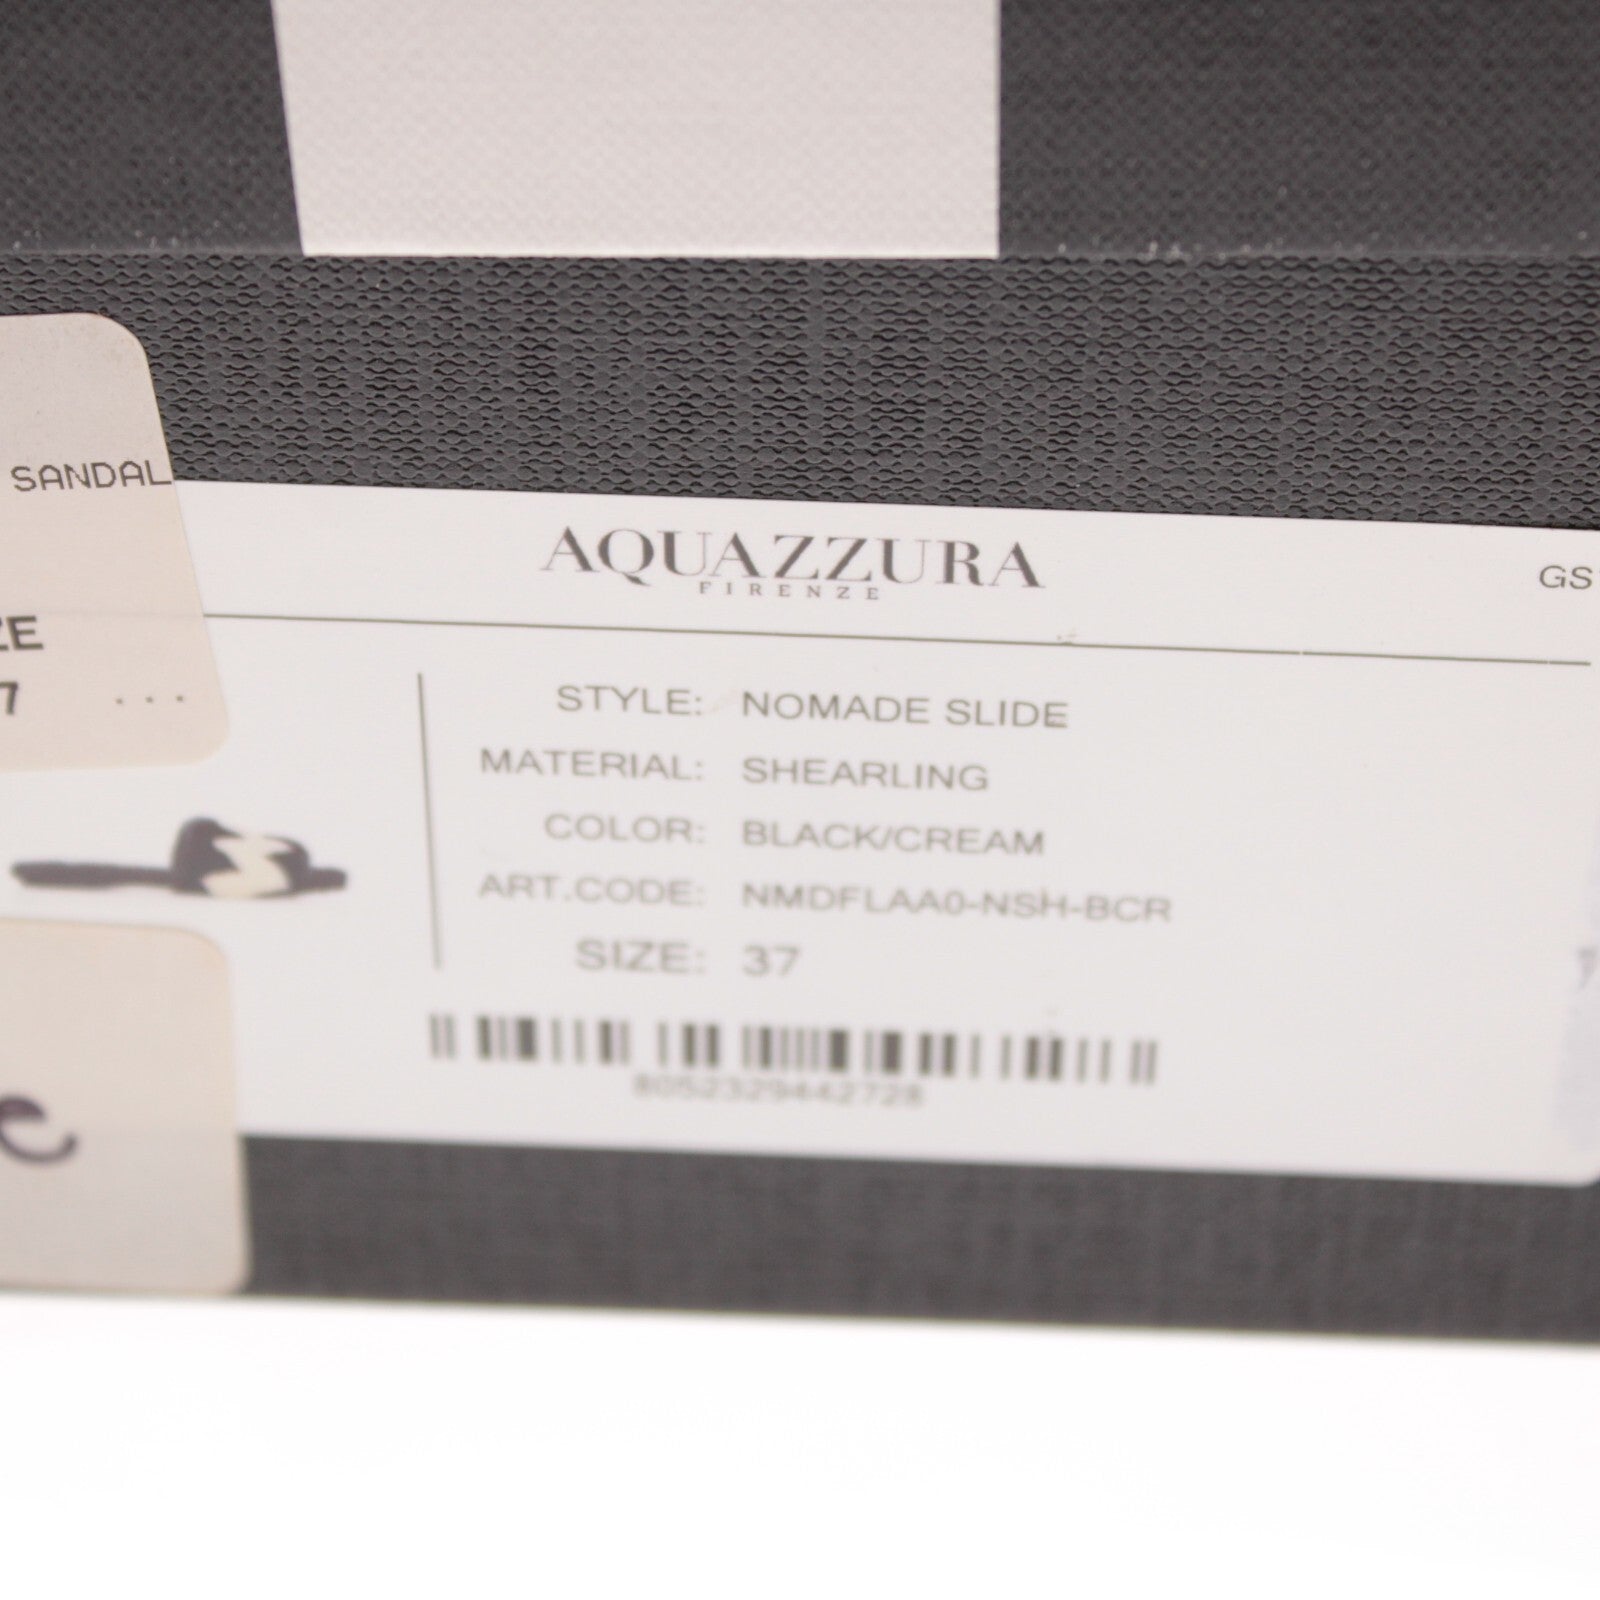 SANDAL
AQUAZZURA
FIRENZE
GS
ZE
7 ...
STYLE: NOMADE SLIDE
MATERIAL: SHEARLING
COLOR: BLACK/CREAM
ART.CODE: NMDFLAA0-NSH-BCR
SIZE: 37
8052329442728